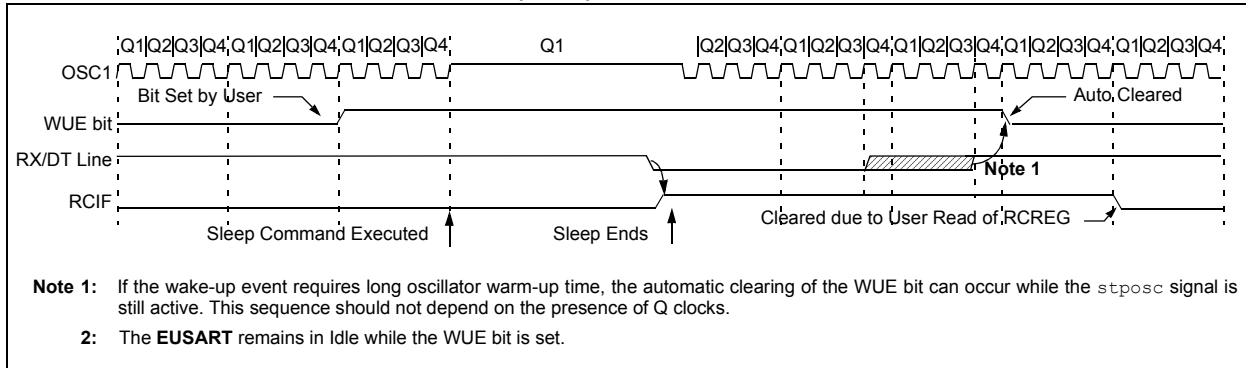 Q1 Q2 Q3 Q4 Q1 Q2 Q3 Q4 Q1 Q2 Q3 Q4 Q1 Q2 Q3 Q4 Q1 Q2 Q3 Q4 Q1 Q2 Q3 Q4 Q1 Q2 Q3 Q4 Q1 Q2 Q3 Q4
OSC1
Bit Set by User
Auto Cleared
WUE bit
RX/DT Line
Note 1
RCIF
Cleared due to User Read of RCREG
Sleep Command Executed
Sleep Ends
Note 1: If the wake-up event requires long oscillator warm-up time, the automatic clearing of the WUE bit can occur while the stposc signal is
still active. This sequence should not depend on the presence of Q clocks.
2: The EUSART remains in Idle while the WUE bit is set.